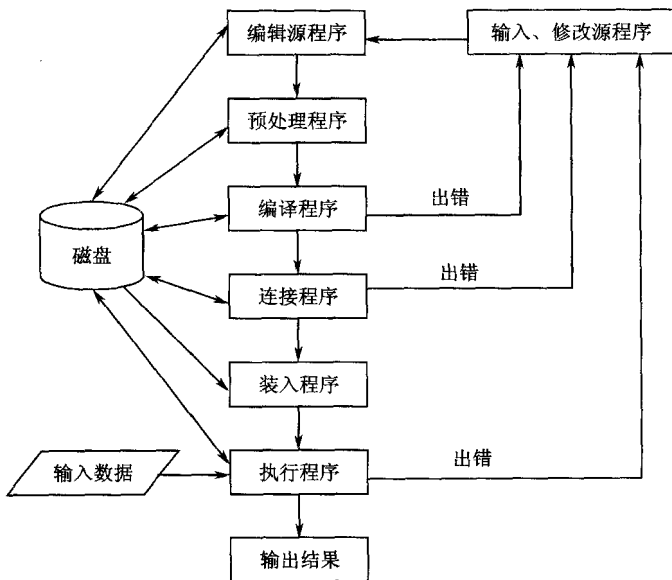 编辑源程序
输入、修改源程序
预处理程序
编译程序
出错
磁盘
连接程序
出错
装入程序
输入数据
执行程序
出错
输出结果